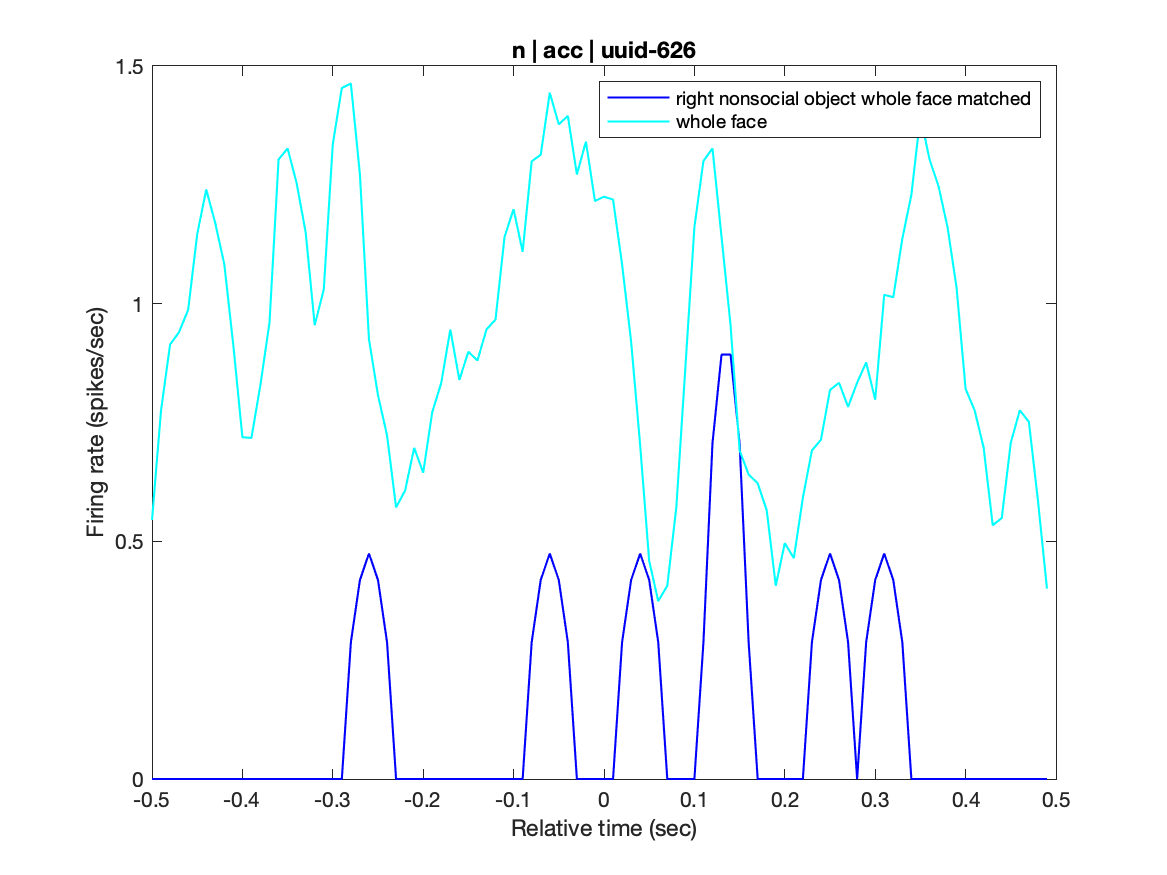 n | acc | uuid-626
1.5
right nonsocial object whole face matched
whole face
1
0.5
0
Firing rate (spikes/sec)
-0.5 -0.4 -0.3 -0.2 -0.1 0 0.1 0.2 0.3 0.4 0.5
Relative time (sec)